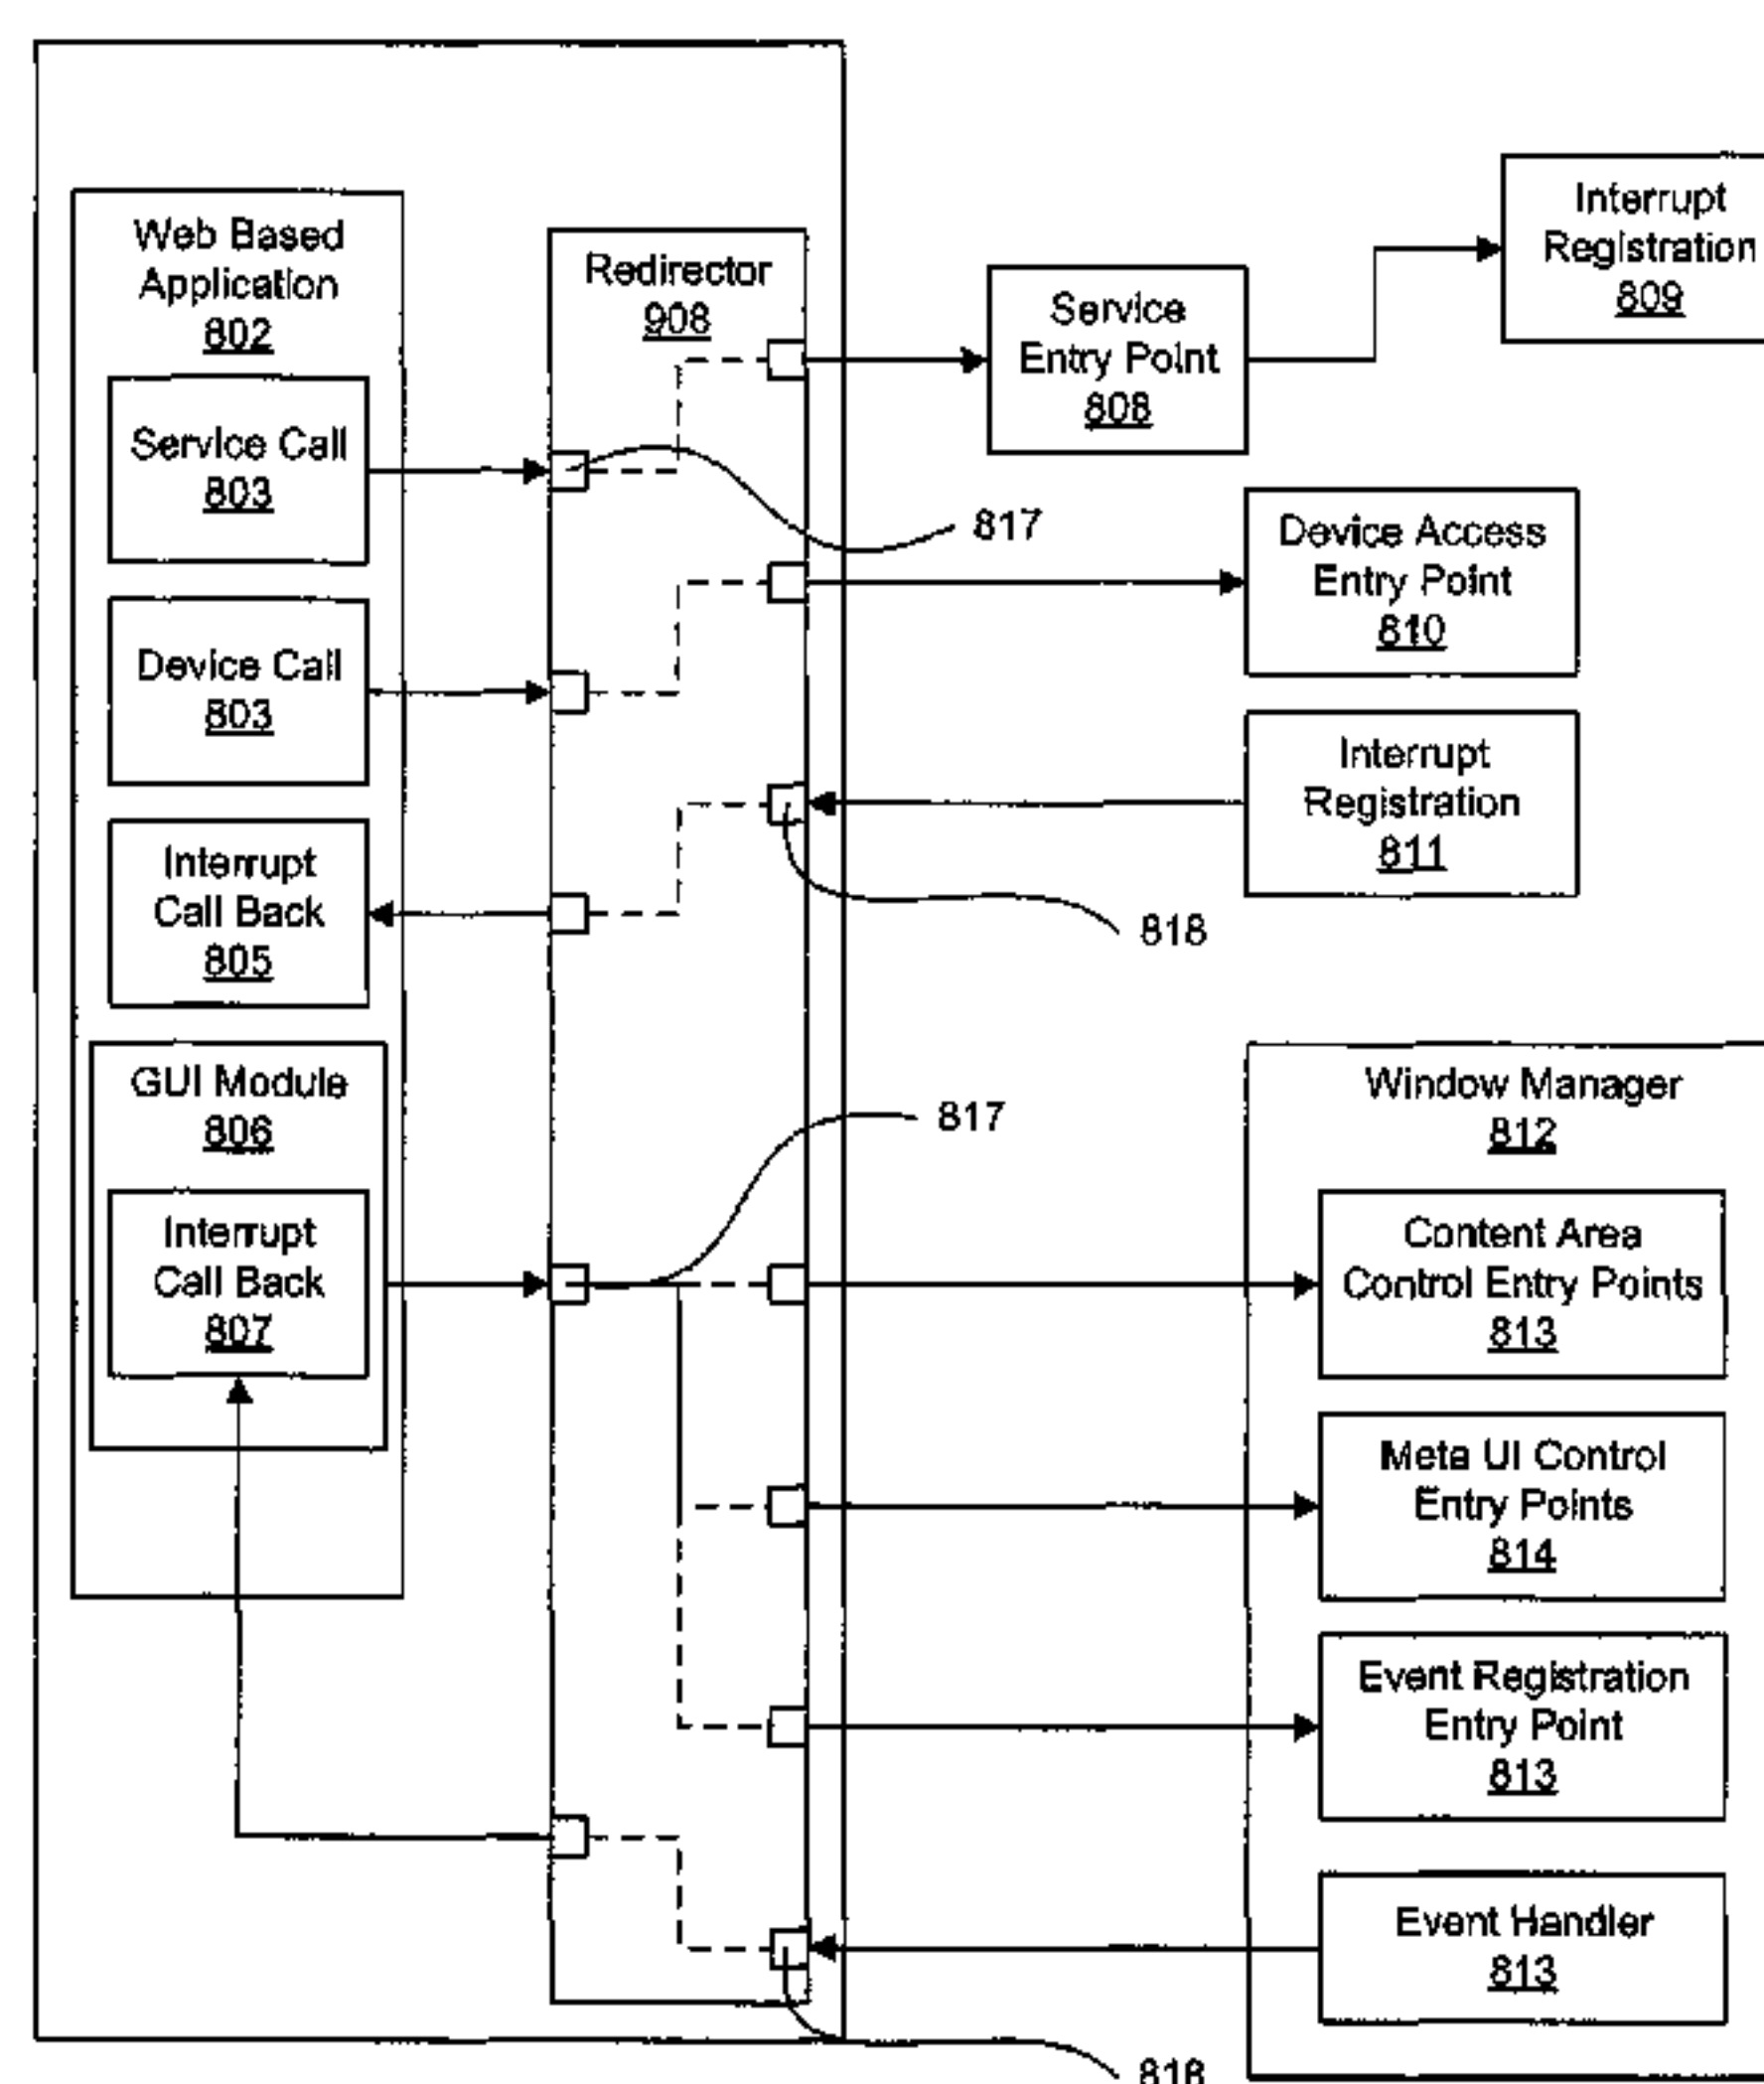 Web Based
Application
802
Service Call
803
Device Call
803
Interrupt
Call Back
805
GUI Module
806
Interrupt
Call Back
807
Redirector
908
817
818
817
818
Service
Entry Point
808
Interrupt
Registration
809
Device Access
Entry Point
810
Interrupt
Registration
811
Window Manager
812
Content Area
Control Entry Points
813
Meta UI Control
Entry Points
814
Event Registration
Entry Point
813
Event Handler
813